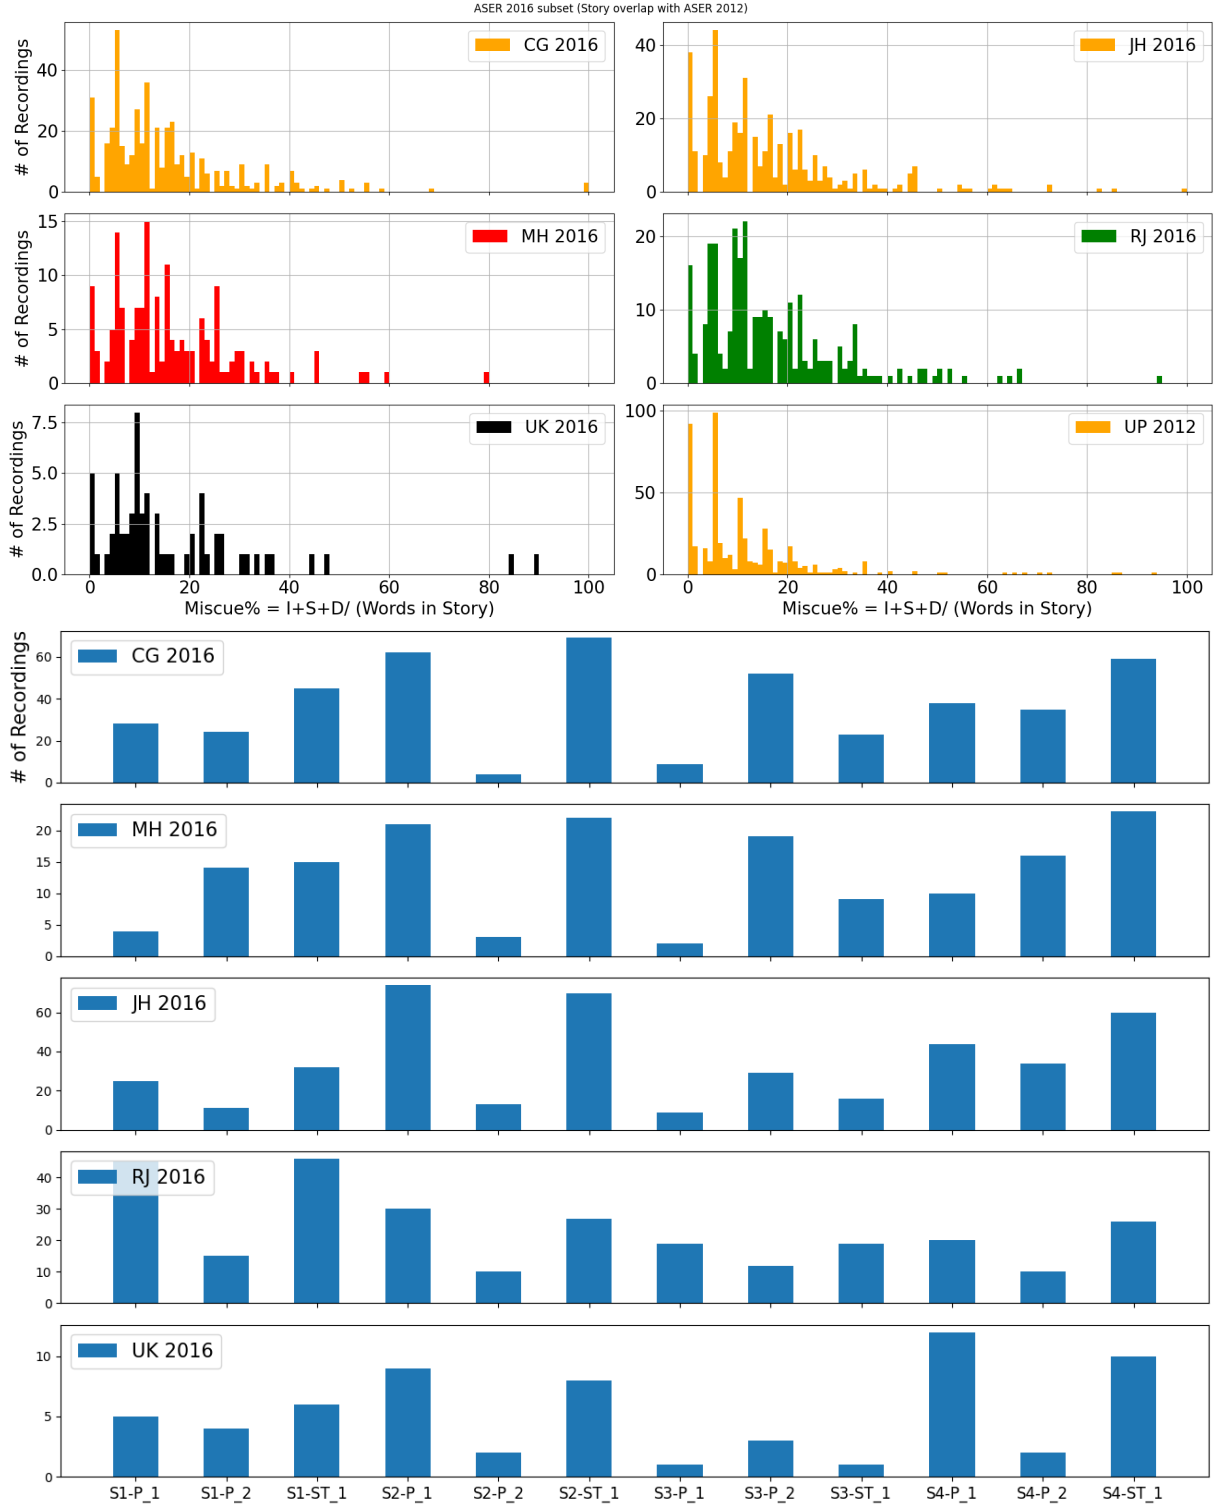 ASER 2016 subset (Story overlap with ASER 2012)
# of Recordings
40
20
0
CG 2016
40
20
0
JH 2016
# of Recordings
15
10
5
0
MH 2016
20
10
0
RJ 2016
# of Recordings
7.5
5.0
2.5
0.0
UK 2016
0 20 40 60 80 100
Miscue% = I+S+D/ (Words in Story)
100
50
0
UP 2012
0 20 40 60 80 100
Miscue% = I+S+D/ (Words in Story)
# of Recordings
60
40
20
0
CG 2016
20
15
10
5
0
MH 2016
60
40
20
0
JH 2016
40
30
20
10
0
RJ 2016
10
5
0
UK 2016
S1-P_1 S1-P_2 S1-ST_1 S2-P_1 S2-P_2 S2-ST_1 S3-P_1 S3-P_2 S3-ST_1 S4-P_1 S4-P_2 S4-ST_1